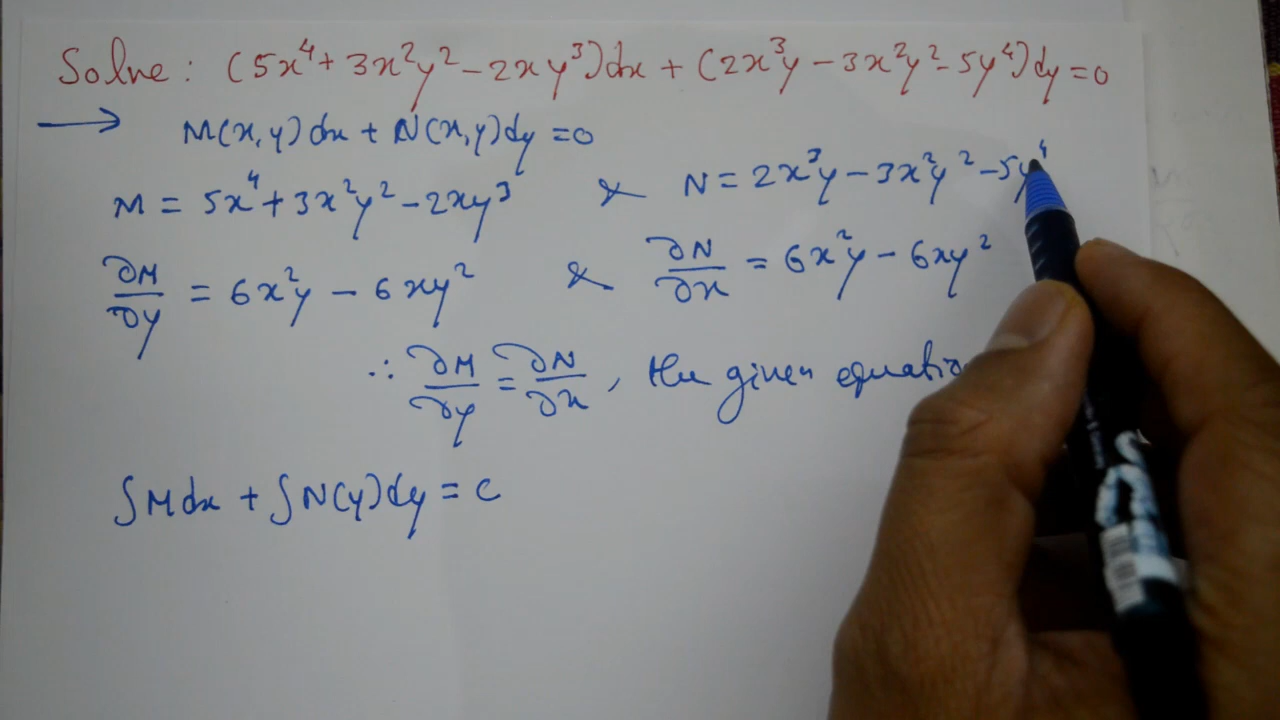 Solve: (5x⁴ + 3x²y² - 2xy³)dx + (2x³y - 3x²y² - 5y⁴)dy = 0
→ M(x,y)dx + N(x,y)dy = 0
M = 5x⁴ + 3x²y² - 2xy³ & N = 2x³y - 3x²y² - 5y⁴
∂M/∂y = 6x²y - 6xy² & ∂N/∂x = 6x²y - 6xy²
∴ ∂M/∂y = ∂N/∂x, the given equatio
∫Mdx + ∫N(y)dy = c